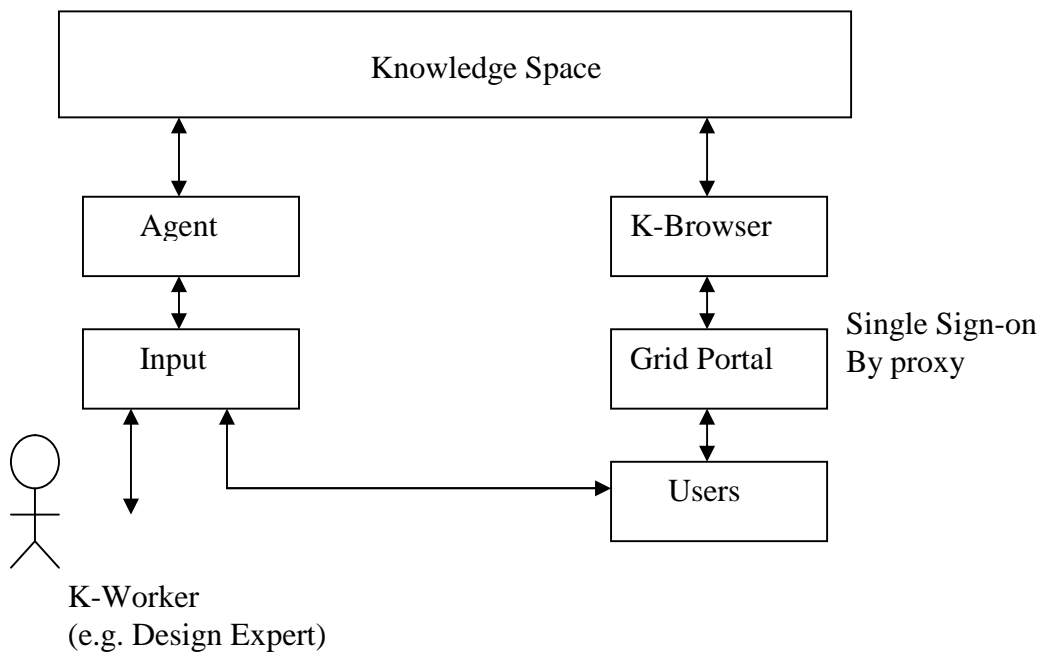 Knowledge Space
Agent
K-Browser
Input
Grid Portal
Single Sign-on
By proxy
Users
K-Worker
(e.g. Design Expert)